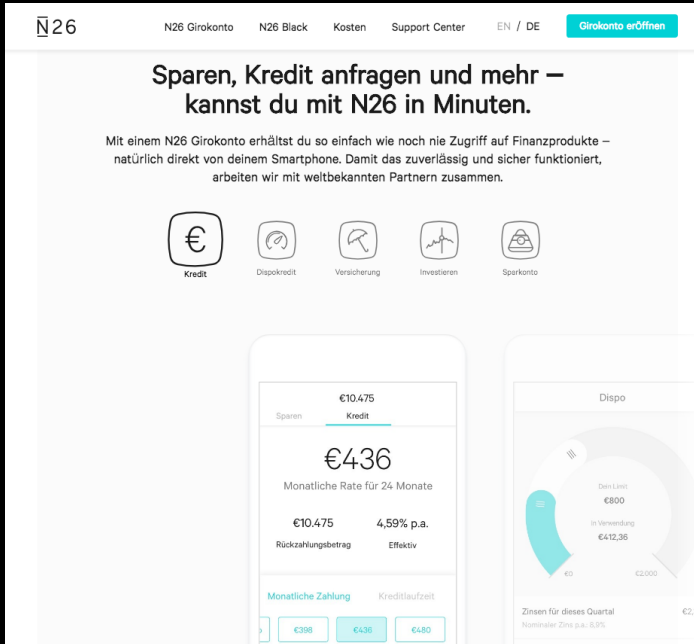 N26
N26 Girokonto N26 Black Kosten Support Center EN / DE Girokonto erÖffnen
Sparen, Kredit anfragen und mehr –
kannst du mit N26 in Minuten.
Mit einem N26 Girokonto erhältst du so einfach wie noch nie Zugriff auf Finanzprodukte –
natürlich direkt von deinem Smartphone. Damit das zuverlässig und sicher funktioniert,
arbeiten wir mit weltbekannten Partnern zusammen.
€
Kredit Dispokredit Versicherung Investieren Sparkonto
€10.475
Sparen Kredit
€436
Monatliche Rate für 24 Monate
€10.475 4,59% p.a.
Rückzahlungsbetrag Effektiv
Monatliche Zahlung Kreditlaufzeit
€398 €436 €480
Dispo
Dein Limit
€800
in Verwendung
€412,36
€0 €2.000
Zinsen für dieses Quartal €2,
Nominaler Zins p.a.: 8,9%